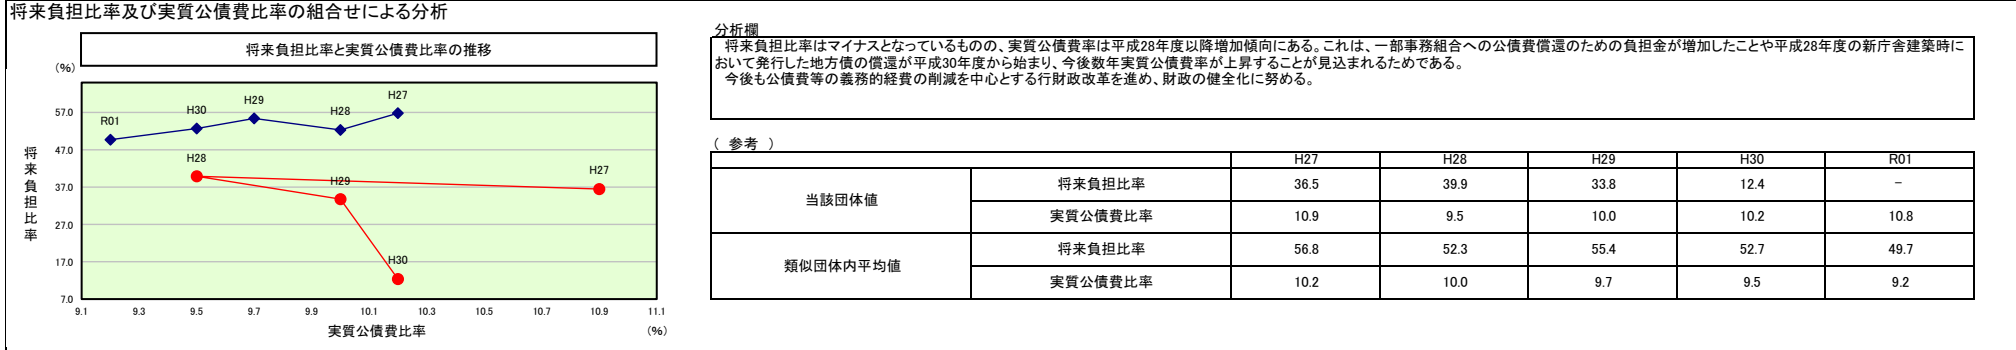 将来負担比率及び実質公債費比率の組合せによる分析
将来負担比率と実質公債費比率の推移
(%)
57.0
47.0
37.0
27.0
17.0
7.0
将来負担比率
R01
H30
H29
H28
H27
H28
H29
H27
H30
9.1 9.3 9.5 9.7 9.9 10.1 10.3 10.5 10.7 10.9 11.1
実質公債費比率
(%)
分析欄
将来負担比率はマイナスとなっているものの、実質公債費率は平成28年度以降増加傾向にある。これは、一部事務組合への公債費償還のための負担金が増加したことや平成28年度の新庁舎建築時に
おいて発行した地方債の償還が平成30年度から始まり、今後数年実質公債費率が上昇することが見込まれるためである。
今後も公債費等の義務的経費の削減を中心とする行財政改革を進め、財政の健全化に努める。
( 参考 )
H27 H28 H29 H30 R01
当該団体値
将来負担比率 36.5 39.9 33.8 12.4 -
実質公債費比率 10.9 9.5 10.0 10.2 10.8
類似団体内平均値
将来負担比率 56.8 52.3 55.4 52.7 49.7
実質公債費比率 10.2 10.0 9.7 9.5 9.2